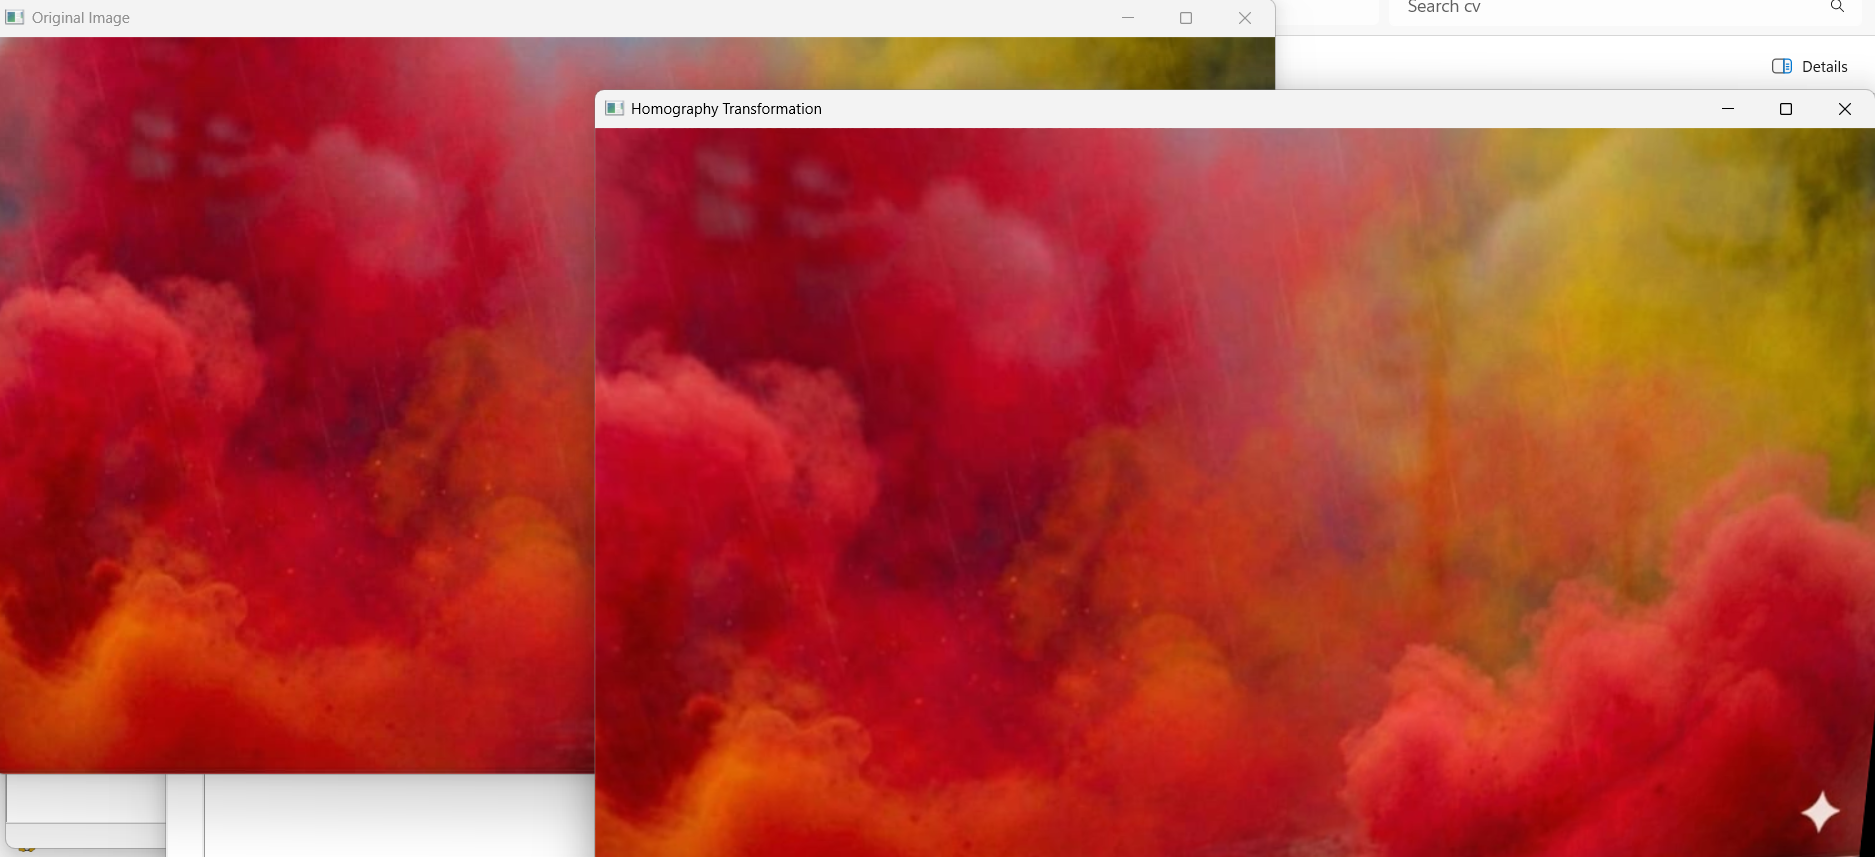 Original Image
Search cv
Details
Homography Transformation